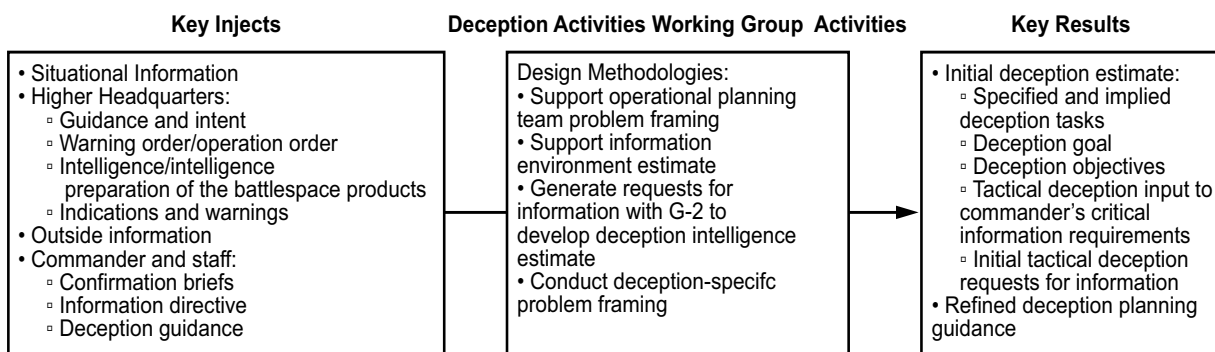 Key Injects
Deception Activities Working Group Activities
Key Results
• Situational Information
• Higher Headquarters:
▫ Guidance and intent
▫ Warning order/operation order
▫ Intelligence/intelligence
preparation of the battlespace products
▫ Indications and warnings
• Outside information
• Commander and staff:
▫ Confirmation briefs
▫ Information directive
▫ Deception guidance
Design Methodologies:
• Support operational planning
team problem framing
• Support information
environment estimate
• Generate requests for
information with G-2 to
develop deception intelligence
estimate
• Conduct deception-specifc
problem framing
• Initial deception estimate:
▫ Specified and implied
deception tasks
▫ Deception goal
▫ Deception objectives
▫ Tactical deception input to
commander’s critical
information requirements
▫ Initial tactical deception
requests for information
• Refined deception planning
guidance